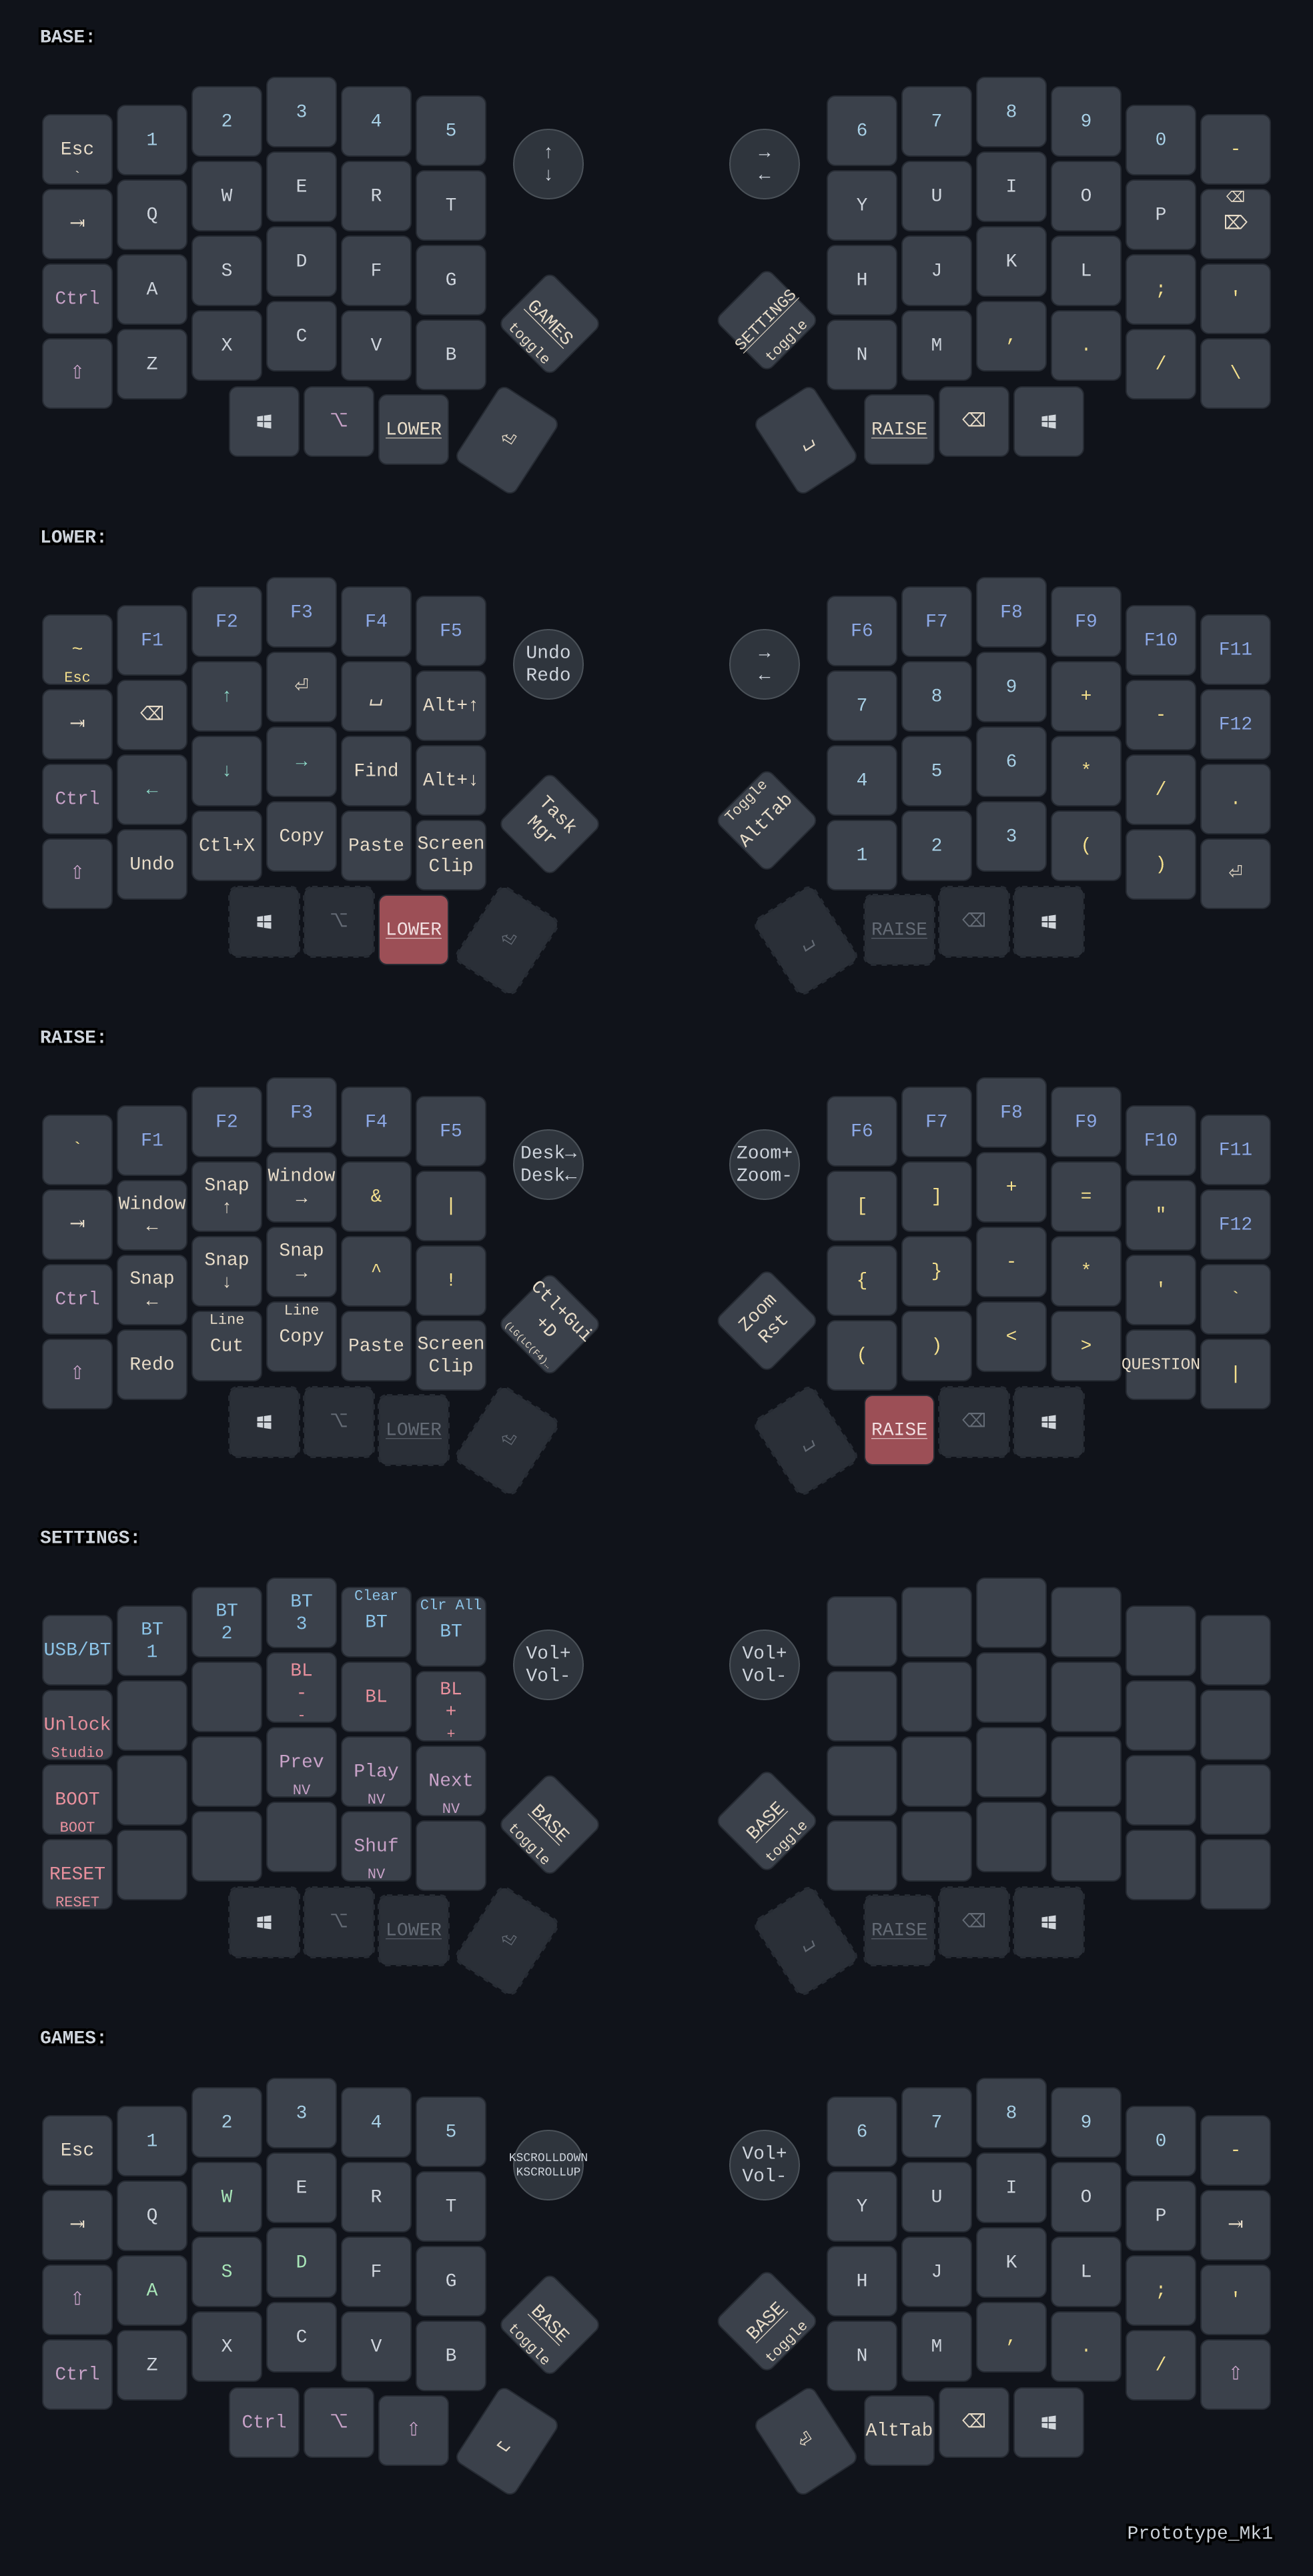 BASE:
Esc 1 2 3 4 5 ↑ → 6 7 8 9 0 -
` ↓ ←
⇥ Q W E R T Y U I O P ⌫
⌦
Ctrl A S D F G GAMES SETTINGS H J K L ; '
toggle toggle
⇧ Z X C V B N M , . / \
⌥ LOWER ⏎ ␣ RAISE ⌫
LOWER:
~ F1 F2 F3 F4 F5 Undo → F6 F7 F8 F9 F10 F11
Esc Redo ←
⇥ ⌫ ↑ ⏎ ␣ Alt+↑ 7 8 9 + - F12
Ctrl ← ↓ → Find Alt+↓ Task Toggle 4 5 6 * / .
Mgr AltTab
⇧ Undo Ctl+X Copy Paste Screen 1 2 3 ( ) ⏎
Clip
⌥ LOWER ⏎ ␣ RAISE ⌫
RAISE:
` F1 F2 F3 F4 F5 Desk→ Zoom+ F6 F7 F8 F9 F10 F11
Desk← Zoom-
⇥ Window Snap Window & | [ ] + = " F12
← ↑ →
Ctrl Snap Snap Snap ^ ! Ctl+Gui Zoom { } - * ' `
← ↓ → +D Rst
(LG(LC(F4)…
⇧ Redo Line Line Paste Screen ( ) < > QUESTION |
Cut Copy Clip
⌥ LOWER ⏎ ␣ RAISE ⌫
SETTINGS:
USB/BT BT BT BT Clear Clr All Vol+ Vol+
1 2 3 BT BT Vol- Vol-
Unlock BL BL BL
Studio - +
- +
BOOT Prev Play Next BASE BASE
BOOT NV NV NV toggle toggle
RESET Shuf
RESET NV
⌥ LOWER ⏎ ␣ RAISE ⌫
GAMES:
Esc 1 2 3 4 5 KSCROLLDOWN Vol+ 6 7 8 9 0 -
KSCROLLUP Vol-
⇥ Q W E R T Y U I O P ⇥
⇧ A S D F G BASE BASE H J K L ; '
toggle toggle
Ctrl Z X C V B N M , . / ⇧
Ctrl ⌥ ⇧ ␣ ⏎ AltTab ⌫
Prototype_Mk1